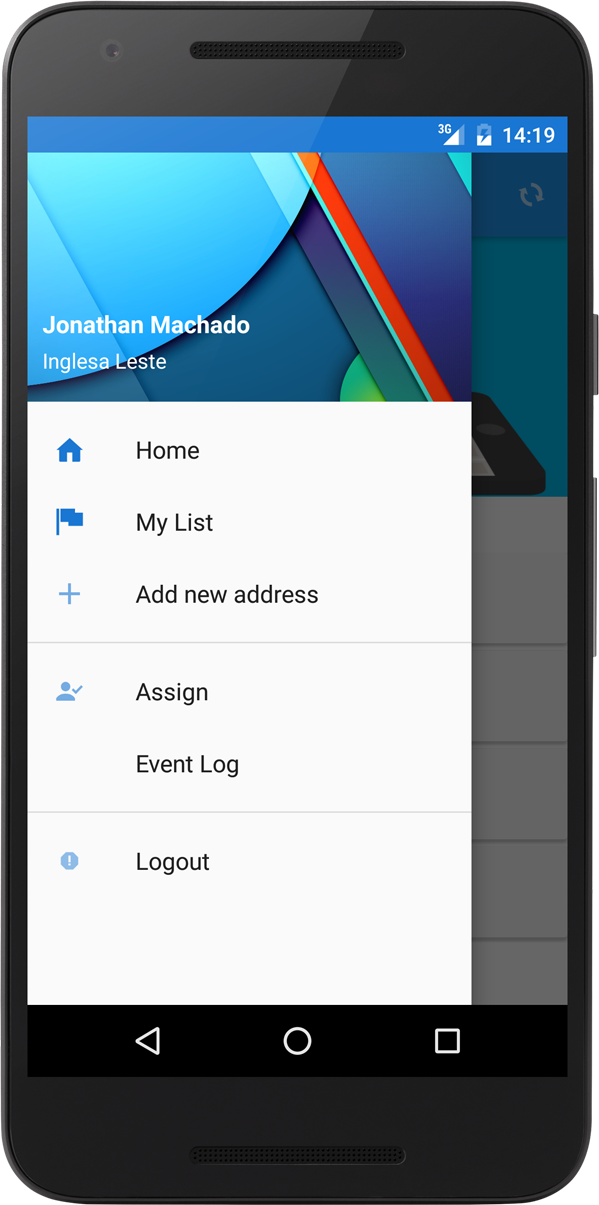 3G 14:19
Jonathan Machado
Inglesa Leste
Home
My List
Add new address
Assign
Event Log
Logout